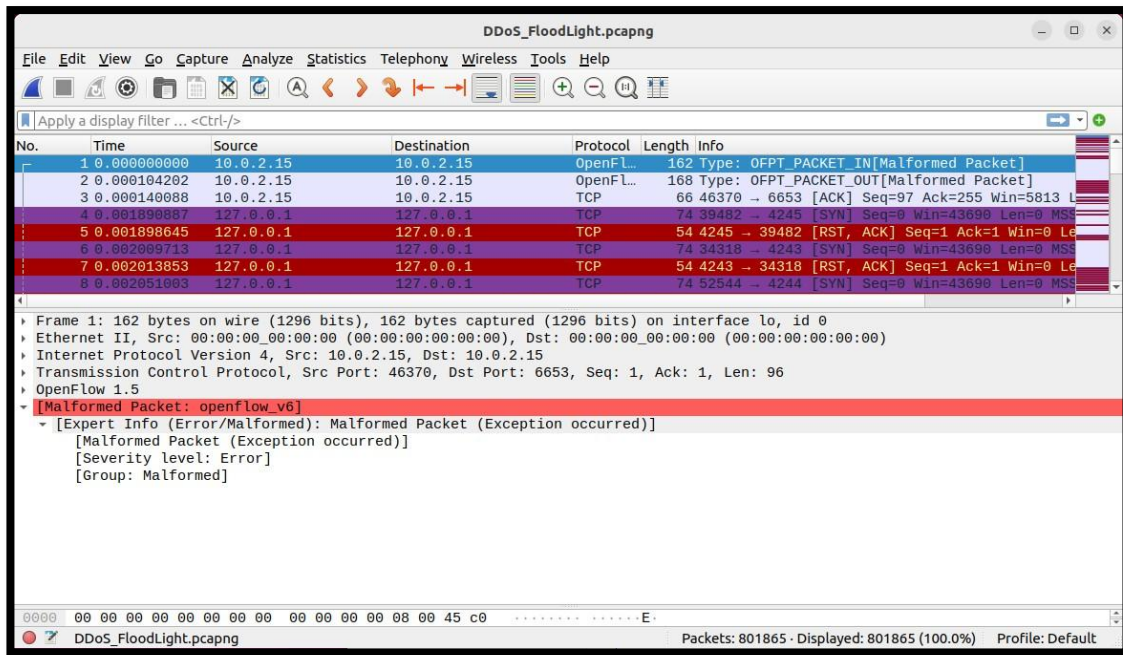 DDoS_FloodLight.pcapng
File Edit View Go Capture Analyze Statistics Telephony Wireless Tools Help
Apply a display filter … <Ctrl-/>
No. Time Source Destination Protocol Length Info
1 0.000000000 10.0.2.15 10.0.2.15 OpenFl… 162 Type: OFPT_PACKET_IN[Malformed Packet]
2 0.000104202 10.0.2.15 10.0.2.15 OpenFl… 168 Type: OFPT_PACKET_OUT[Malformed Packet]
3 0.000140088 10.0.2.15 10.0.2.15 TCP 66 46370 → 6653 [ACK] Seq=97 Ack=255 Win=5813 L
4 0.001890887 127.0.0.1 127.0.0.1 TCP 74 39482 → 4245 [SYN] Seq=0 Win=43690 Len=0 MSS
5 0.001898645 127.0.0.1 127.0.0.1 TCP 54 4245 → 39482 [RST, ACK] Seq=1 Ack=1 Win=0 Le
6 0.002009713 127.0.0.1 127.0.0.1 TCP 74 34318 → 4243 [SYN] Seq=0 Win=43690 Len=0 MSS
7 0.002013853 127.0.0.1 127.0.0.1 TCP 54 4243 → 34318 [RST, ACK] Seq=1 Ack=1 Win=0 Le
8 0.002051003 127.0.0.1 127.0.0.1 TCP 74 52544 → 4244 [SYN] Seq=0 Win=43690 Len=0 MSS
Frame 1: 162 bytes on wire (1296 bits), 162 bytes captured (1296 bits) on interface lo, id 0
Ethernet II, Src: 00:00:00_00:00:00 (00:00:00:00:00:00), Dst: 00:00:00_00:00:00 (00:00:00:00:00:00)
Internet Protocol Version 4, Src: 10.0.2.15, Dst: 10.0.2.15
Transmission Control Protocol, Src Port: 46370, Dst Port: 6653, Seq: 1, Ack: 1, Len: 96
OpenFlow 1.5
[Malformed Packet: openflow_v6]
[Expert Info (Error/Malformed): Malformed Packet (Exception occurred)]
[Malformed Packet (Exception occurred)]
[Severity level: Error]
[Group: Malformed]
0000 00 00 00 00 00 00 00 00 00 00 00 00 08 00 45 c0 ········ ······E·
DDoS_FloodLight.pcapng Packets: 801865 · Displayed: 801865 (100.0%) Profile: Default